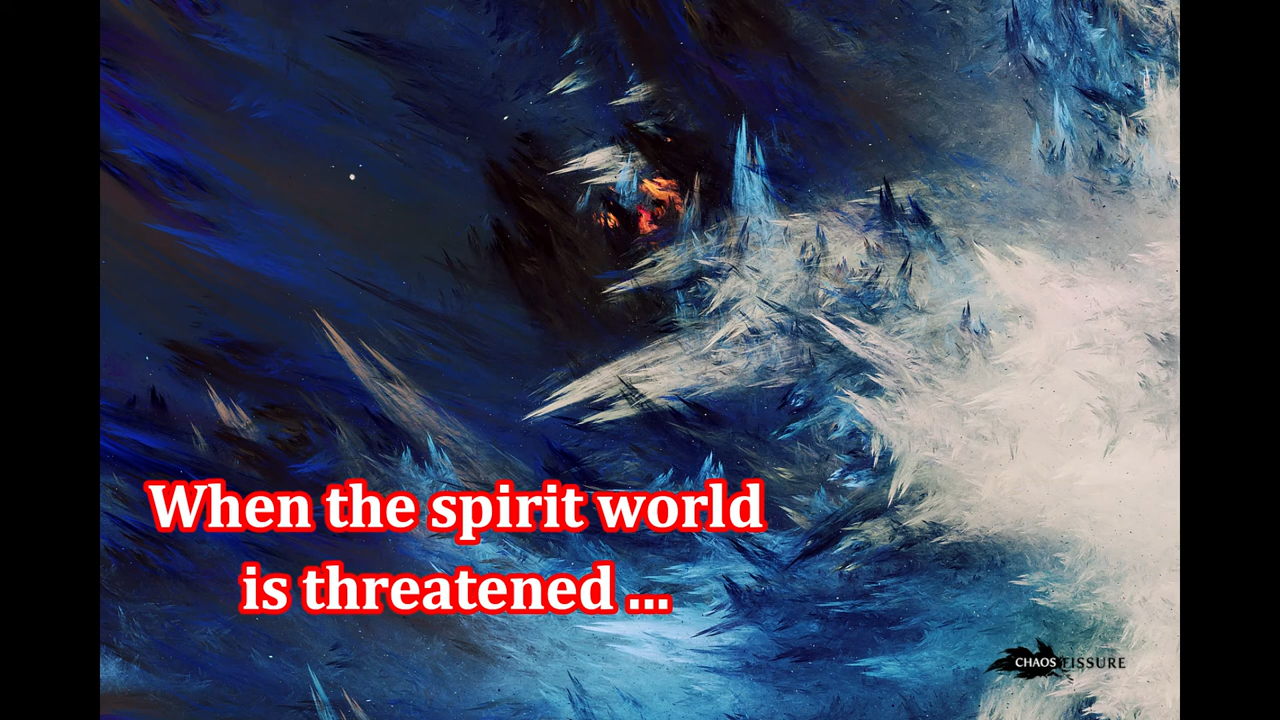 When the spirit world
is threatened ...
CHAOS FISSURE